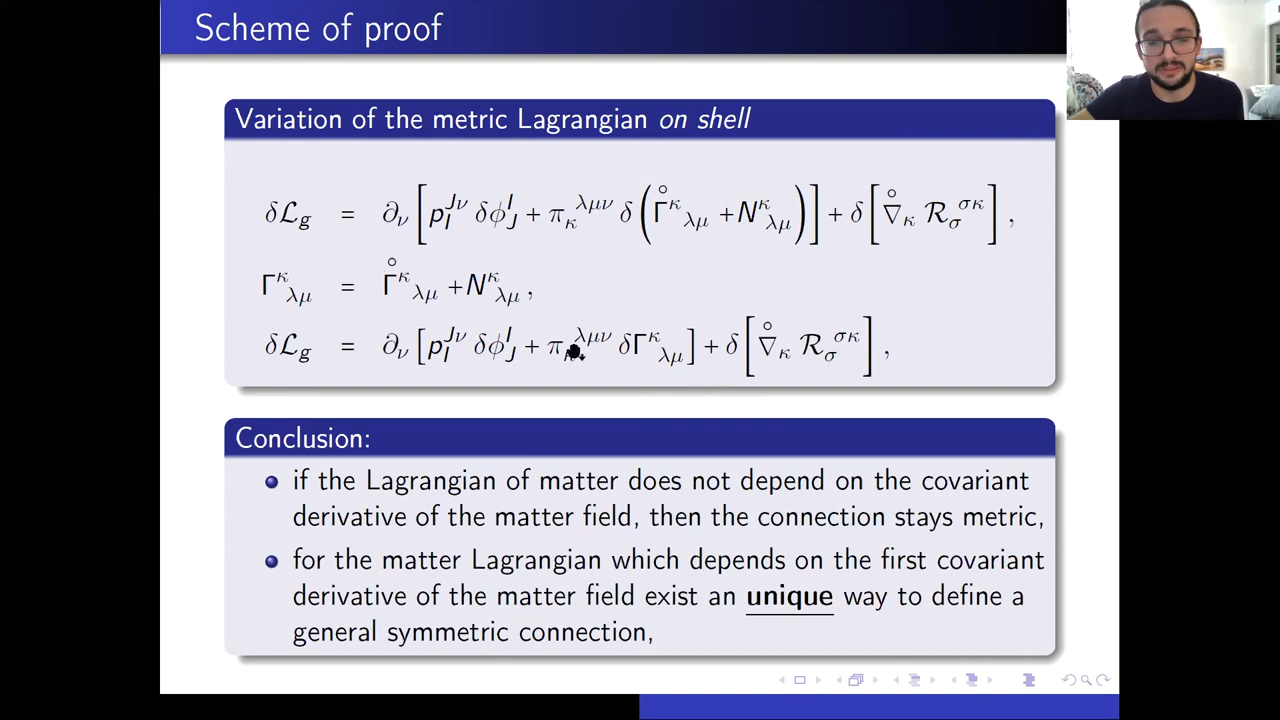 Scheme of proof
Variation of the metric Lagrangian on shell
δℒ_g = ∂_ν [ p_I^{Jν} δφ^I_J + π_κ^{λμν} δ ( Γ̊^κ_{λμ} + N^κ_{λμ} ) ] + δ [ ∇̊_κ ℛ_σ^{σκ} ] ,
Γ^κ_{λμ} = Γ̊^κ_{λμ} + N^κ_{λμ} ,
δℒ_g = ∂_ν [ p_I^{Jν} δφ^I_J + π_κ^{λμν} δΓ^κ_{λμ} ] + δ [ ∇̊_κ ℛ_σ^{σκ} ] ,
Conclusion:
if the Lagrangian of matter does not depend on the covariant
derivative of the matter field, then the connection stays metric,
for the matter Lagrangian which depends on the first covariant
derivative of the matter field exist an unique way to define a
general symmetric connection,